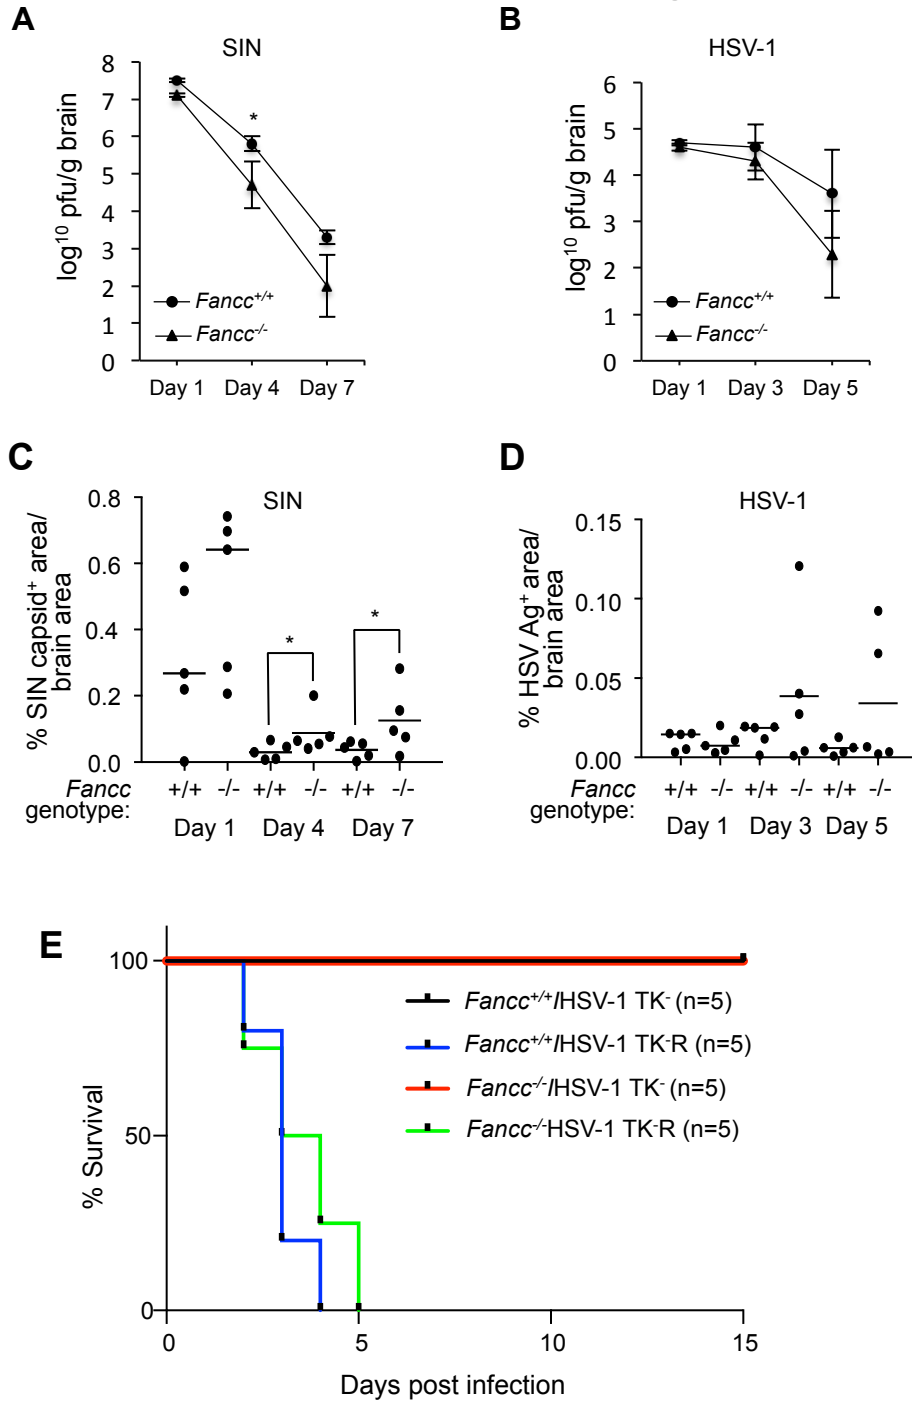 A
SIN
log¹⁰ pfu/g brain
8
7
6
5
4
3
2
1
0
*
Fancc⁺/⁺
Fancc⁻/⁻
Day 1 Day 4 Day 7
B
HSV-1
log¹⁰ pfu/g brain
6
5
4
3
2
1
0
Fancc⁺/⁺
Fancc⁻/⁻
Day 1 Day 3 Day 5
C
SIN
% SIN capsid⁺ area/
brain area
0.8
0.6
0.4
0.2
0.0
*
*
Fancc
genotype:
+/+ -/- +/+ -/- +/+ -/-
Day 1 Day 4 Day 7
D
HSV-1
% HSV Ag⁺ area/
brain area
0.15
0.10
0.05
0.00
Fancc
genotype:
+/+ -/- +/+ -/- +/+ -/-
Day 1 Day 3 Day 5
E
% Survival
100
50
0
Fancc⁺/⁺/HSV-1 TK⁻ (n=5)
Fancc⁺/⁺/HSV-1 TK⁻R (n=5)
Fancc⁻/⁻/HSV-1 TK⁻ (n=5)
Fancc⁻/⁻HSV-1 TK⁻R (n=5)
0 5 10 15
Days post infection